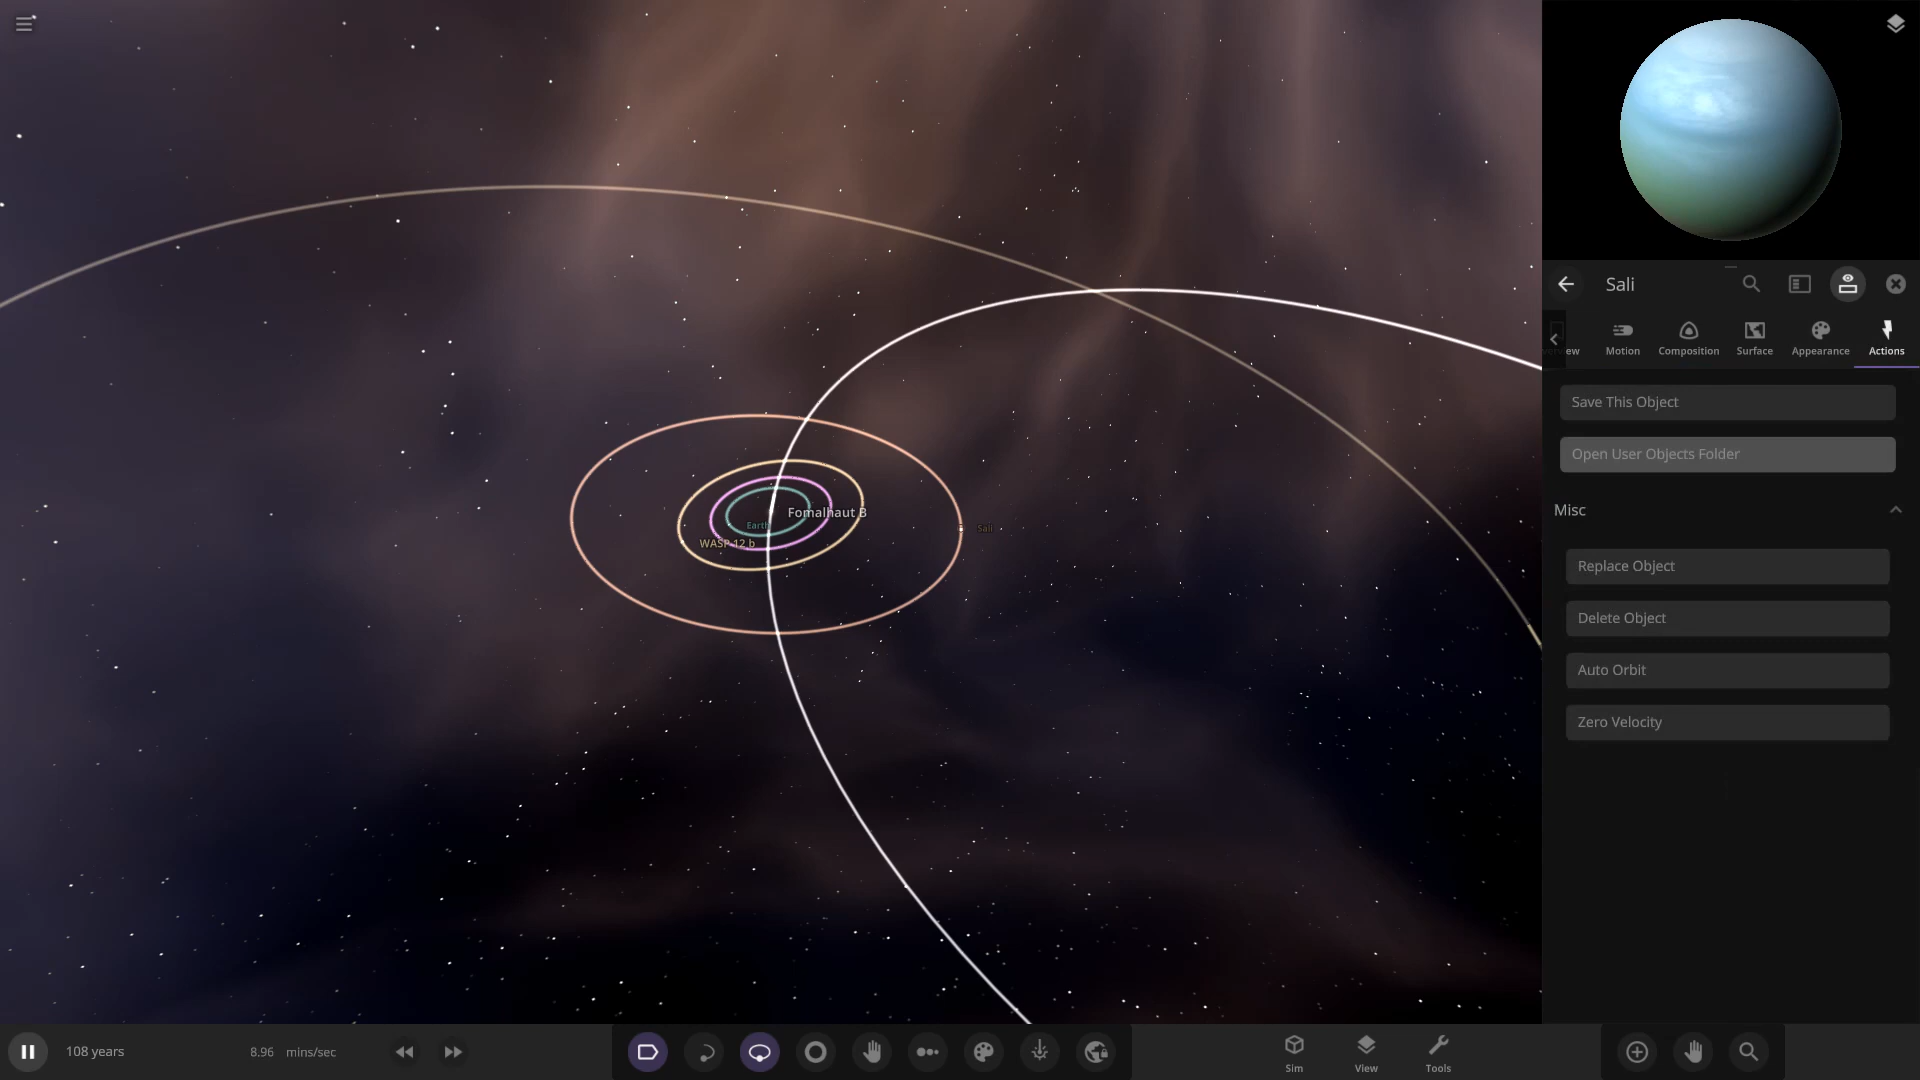 Sali
erview
Motion
Composition
Surface
Appearance
Actions
Save This Object
Open User Objects Folder
Misc
Replace Object
Delete Object
Auto Orbit
Zero Velocity
Fomalhaut B
Earth
WASP-12 b
Sali
108 years
8.96 mins/sec
Sim
View
Tools